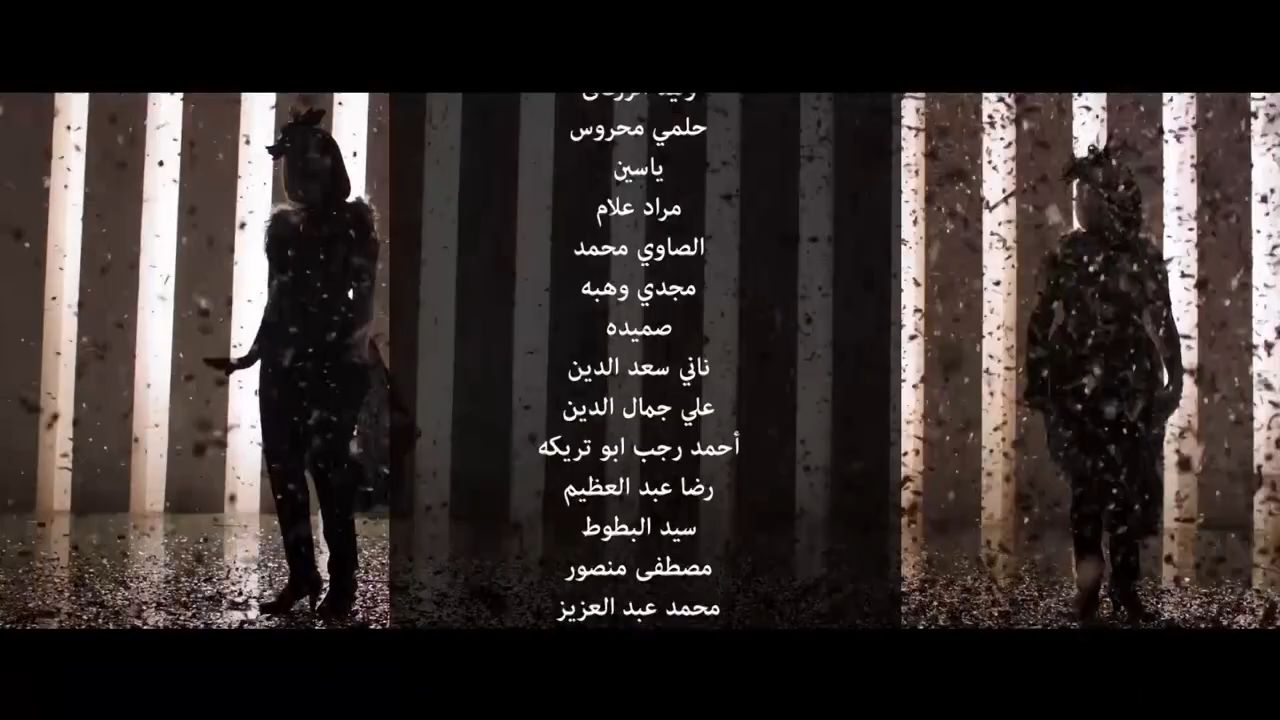 حلمي محروس
ياسين
مراد علام
الصاوي محمد
مجدي وهبه
صميده
ناني سعد الدين
علي جمال الدين
أحمد رجب ابو تريكه
رضا عبد العظيم
سيد البطوط
مصطفى منصور
محمد عبد العزيز